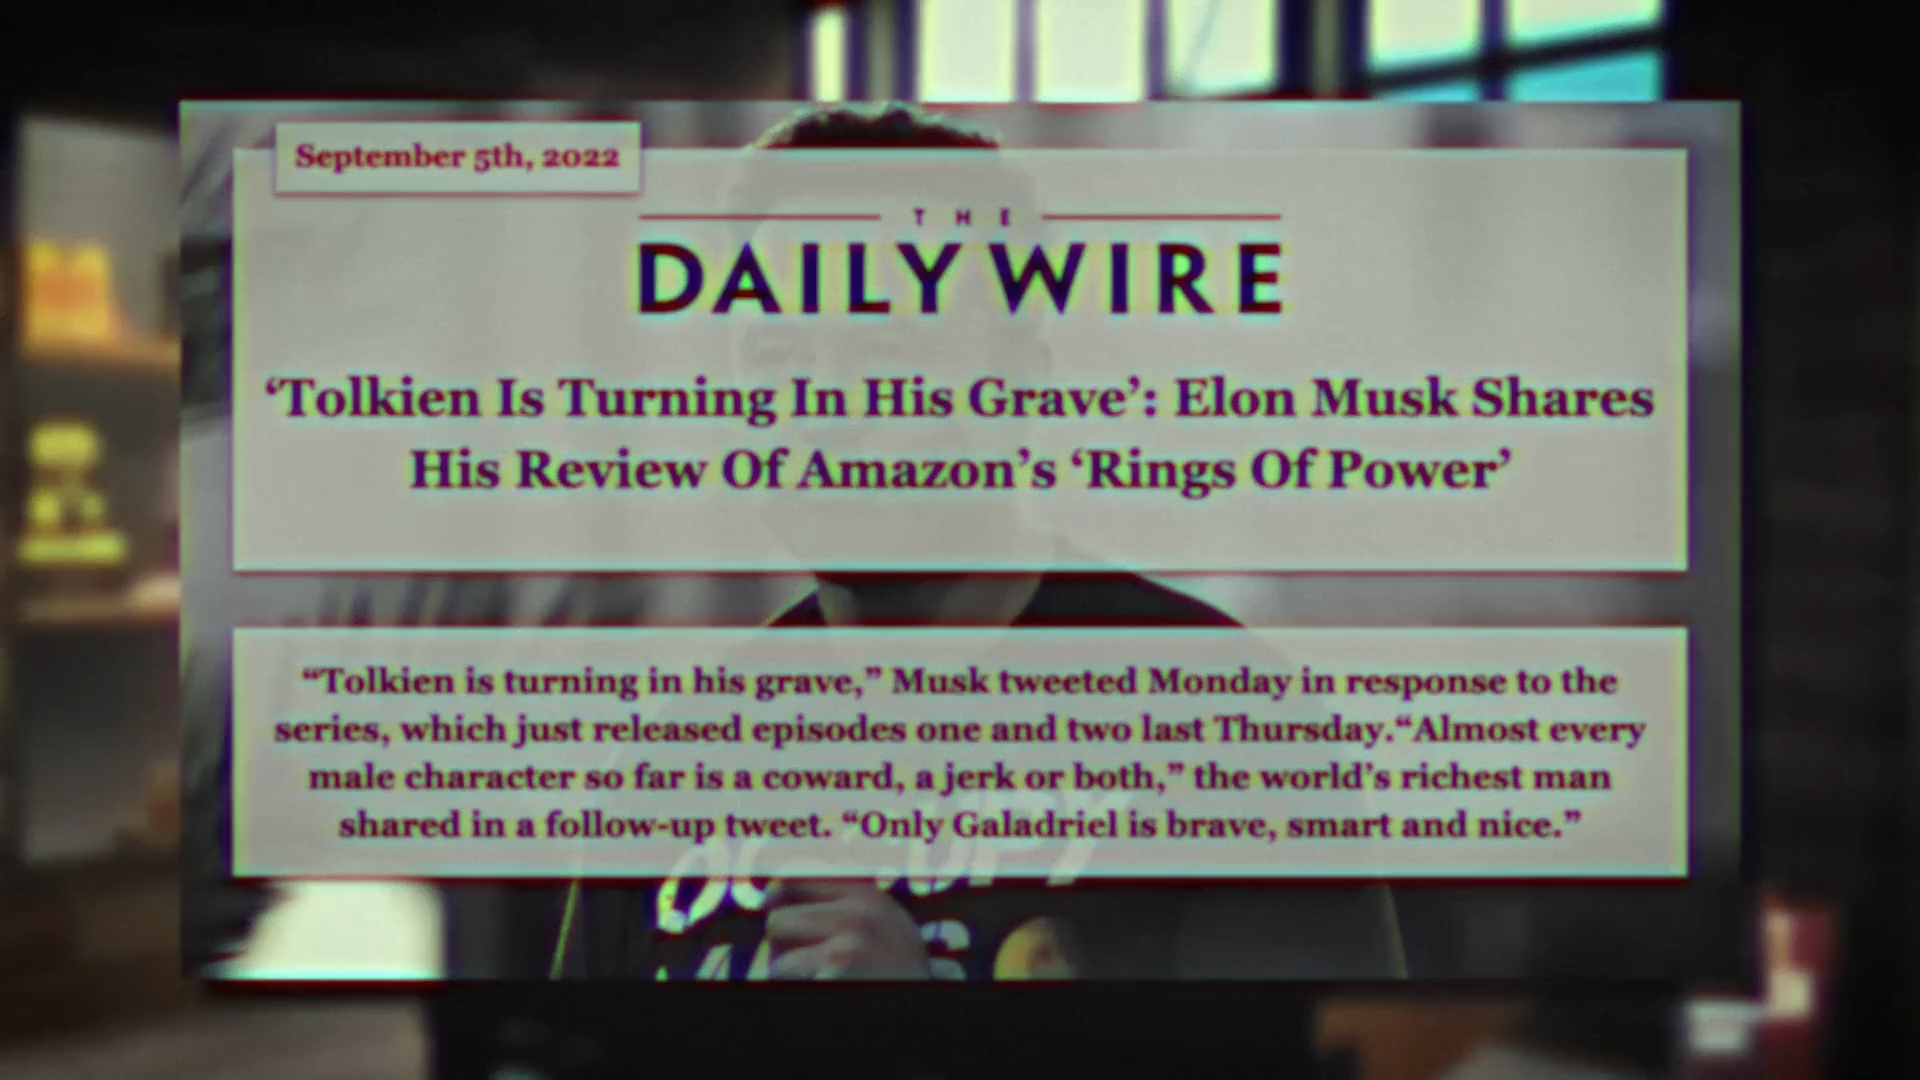 September 5th, 2022
THE
DAILY WIRE
‘Tolkien Is Turning In His Grave’: Elon Musk Shares
His Review Of Amazon’s ‘Rings Of Power’
“Tolkien is turning in his grave,” Musk tweeted Monday in response to the
series, which just released episodes one and two last Thursday.“Almost every
male character so far is a coward, a jerk or both,” the world’s richest man
shared in a follow-up tweet. “Only Galadriel is brave, smart and nice.”